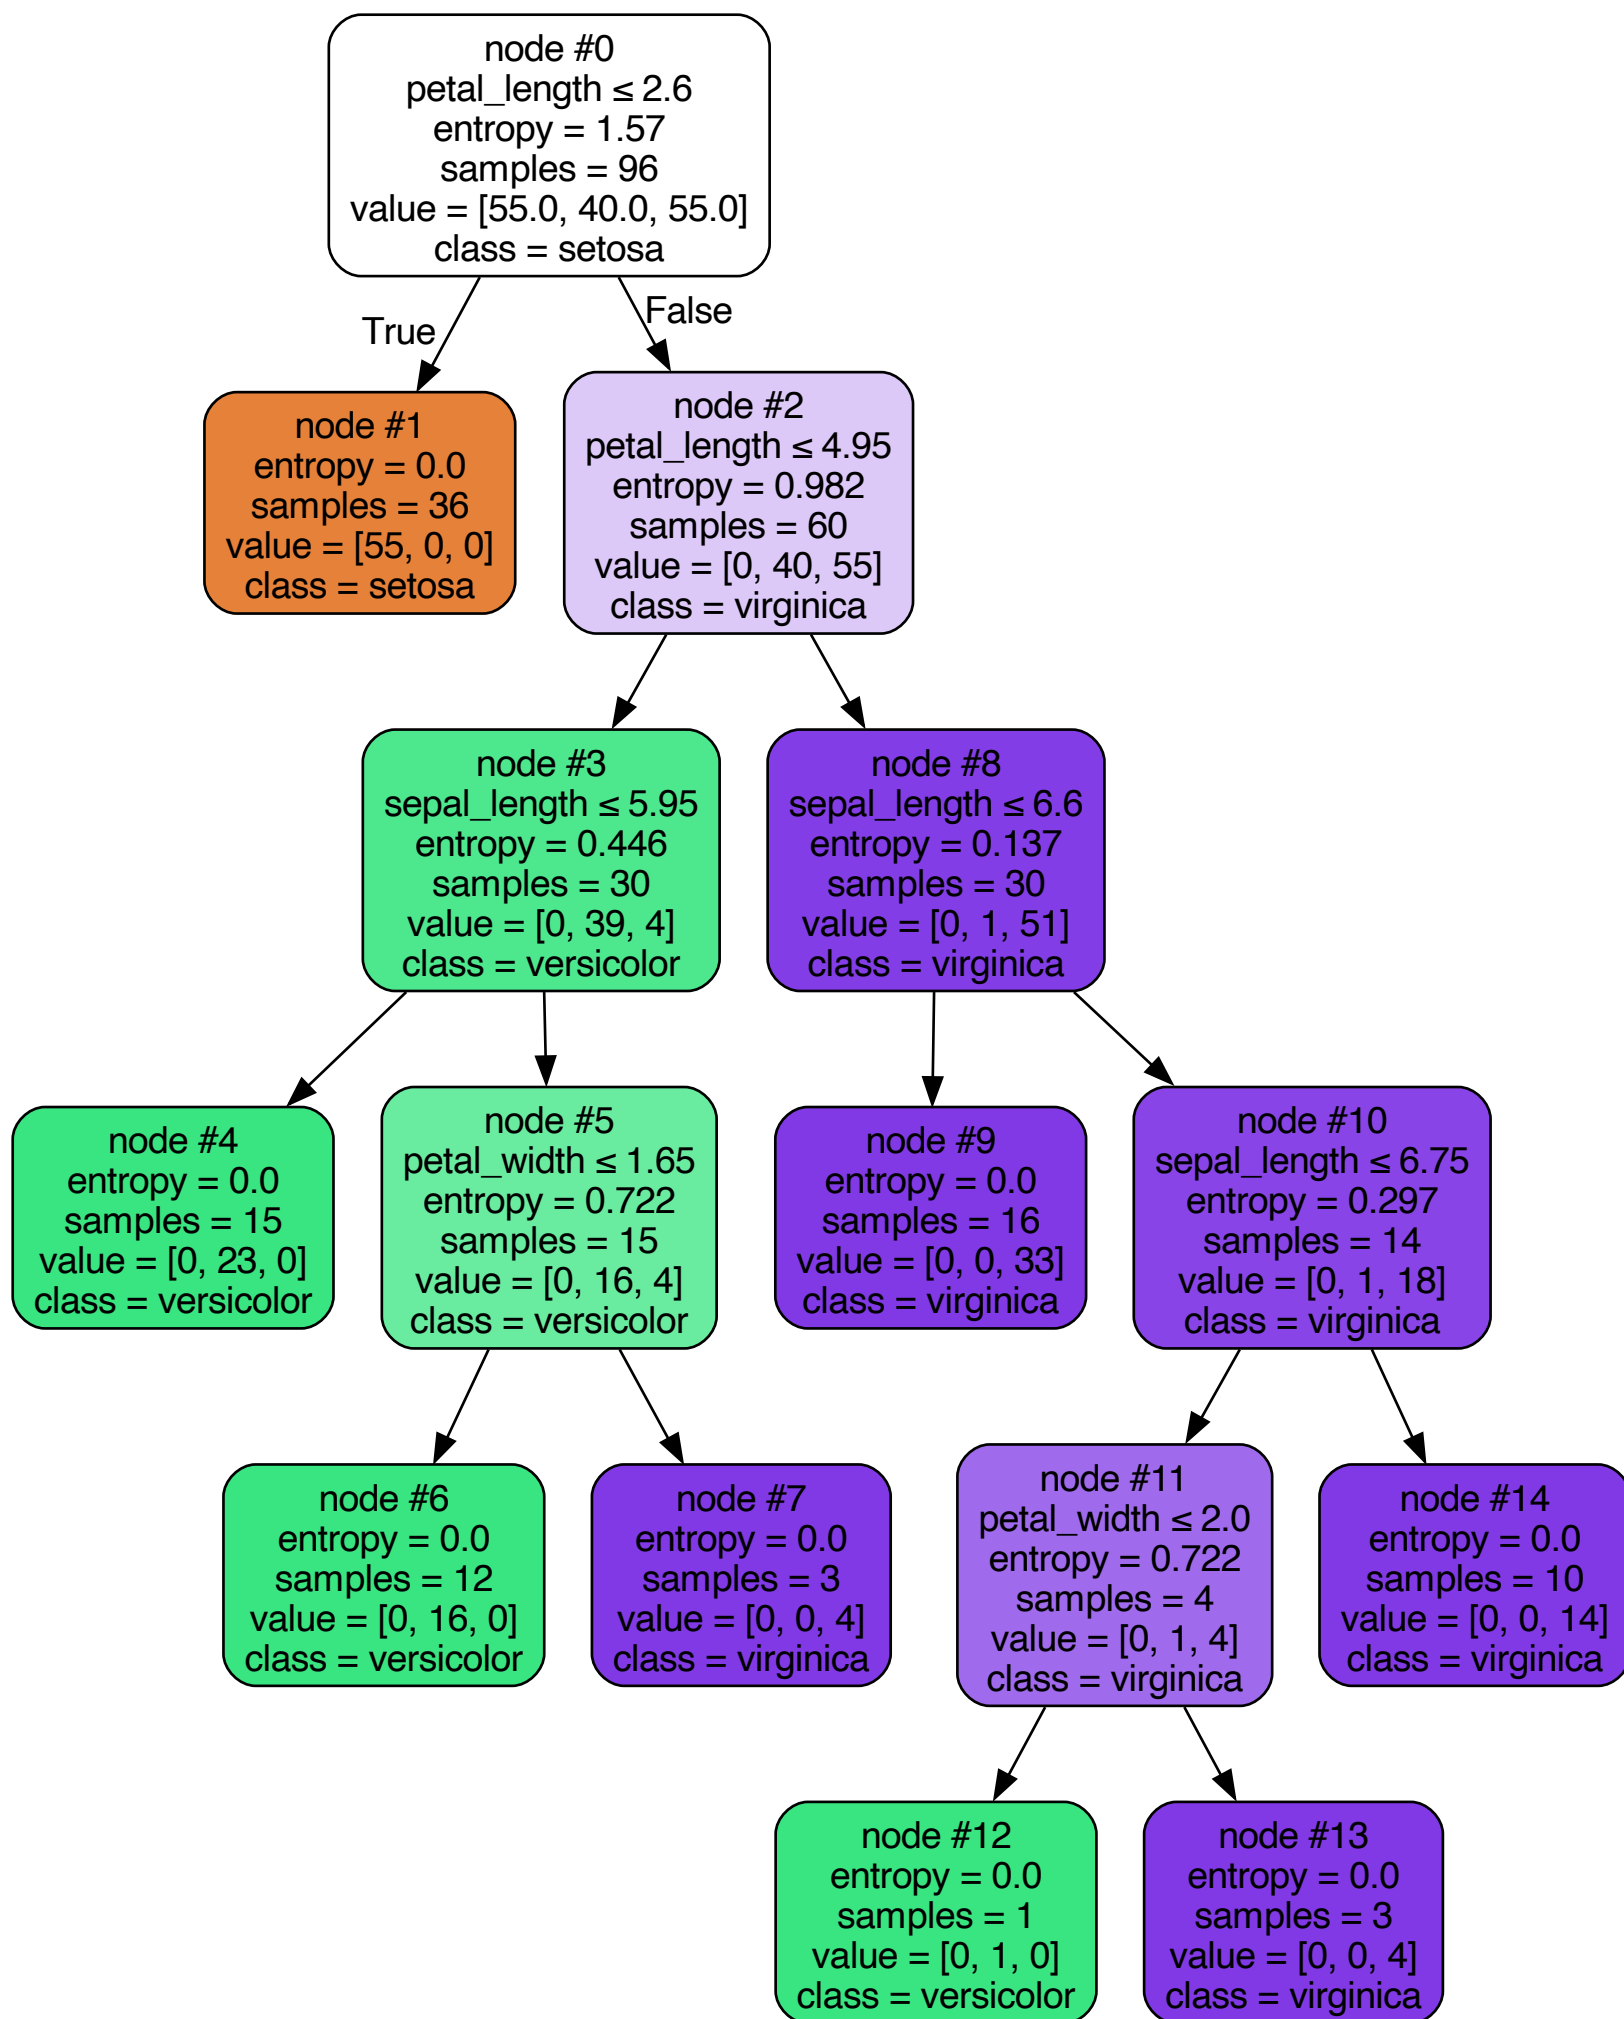 node #0
petal_length ≤ 2.6
entropy = 1.57
samples = 96
value = [55.0, 40.0, 55.0]
class = setosa
True
False
node #1
entropy = 0.0
samples = 36
value = [55, 0, 0]
class = setosa
node #2
petal_length ≤ 4.95
entropy = 0.982
samples = 60
value = [0, 40, 55]
class = virginica
node #3
sepal_length ≤ 5.95
entropy = 0.446
samples = 30
value = [0, 39, 4]
class = versicolor
node #8
sepal_length ≤ 6.6
entropy = 0.137
samples = 30
value = [0, 1, 51]
class = virginica
node #4
entropy = 0.0
samples = 15
value = [0, 23, 0]
class = versicolor
node #5
petal_width ≤ 1.65
entropy = 0.722
samples = 15
value = [0, 16, 4]
class = versicolor
node #9
entropy = 0.0
samples = 16
value = [0, 0, 33]
class = virginica
node #10
sepal_length ≤ 6.75
entropy = 0.297
samples = 14
value = [0, 1, 18]
class = virginica
node #6
entropy = 0.0
samples = 12
value = [0, 16, 0]
class = versicolor
node #7
entropy = 0.0
samples = 3
value = [0, 0, 4]
class = virginica
node #11
petal_width ≤ 2.0
entropy = 0.722
samples = 4
value = [0, 1, 4]
class = virginica
node #14
entropy = 0.0
samples = 10
value = [0, 0, 14]
class = virginica
node #12
entropy = 0.0
samples = 1
value = [0, 1, 0]
class = versicolor
node #13
entropy = 0.0
samples = 3
value = [0, 0, 4]
class = virginica